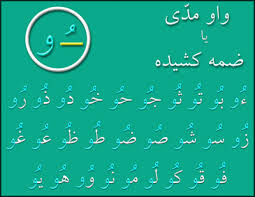 واو مدّی
یا
ضمه کشیده
ـُ و
ءُو بُو تُو ثُو جُو حُو خُو دُو ذُو رُو
زُو سُو شُو صُو ضُو طُو ظُو عُو غُو
فُو قُو کُو لُو مُو نُو وُو هُو یُو